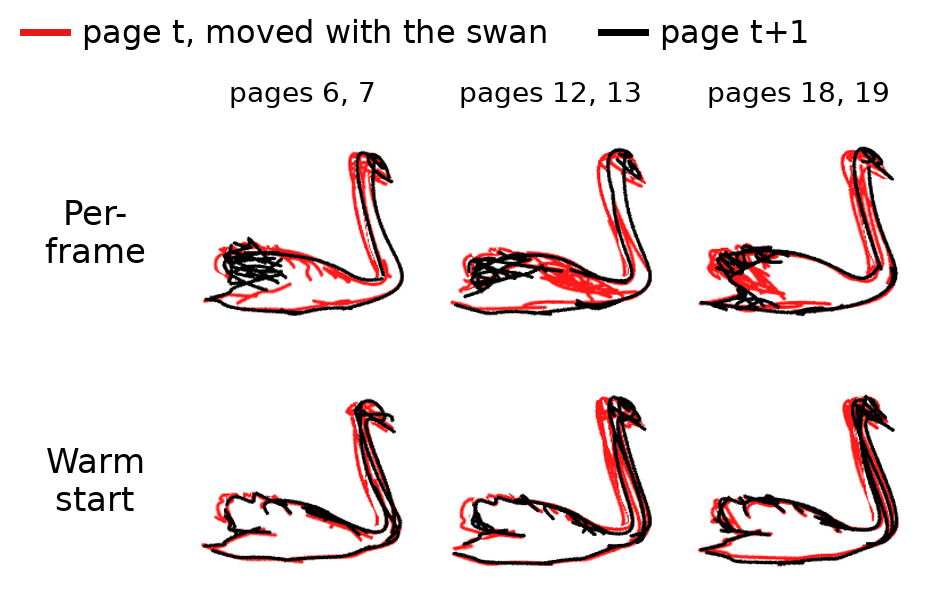 page t, moved with the swan
page t+1
pages 6, 7
pages 12, 13
pages 18, 19
Per-
frame
Warm
start